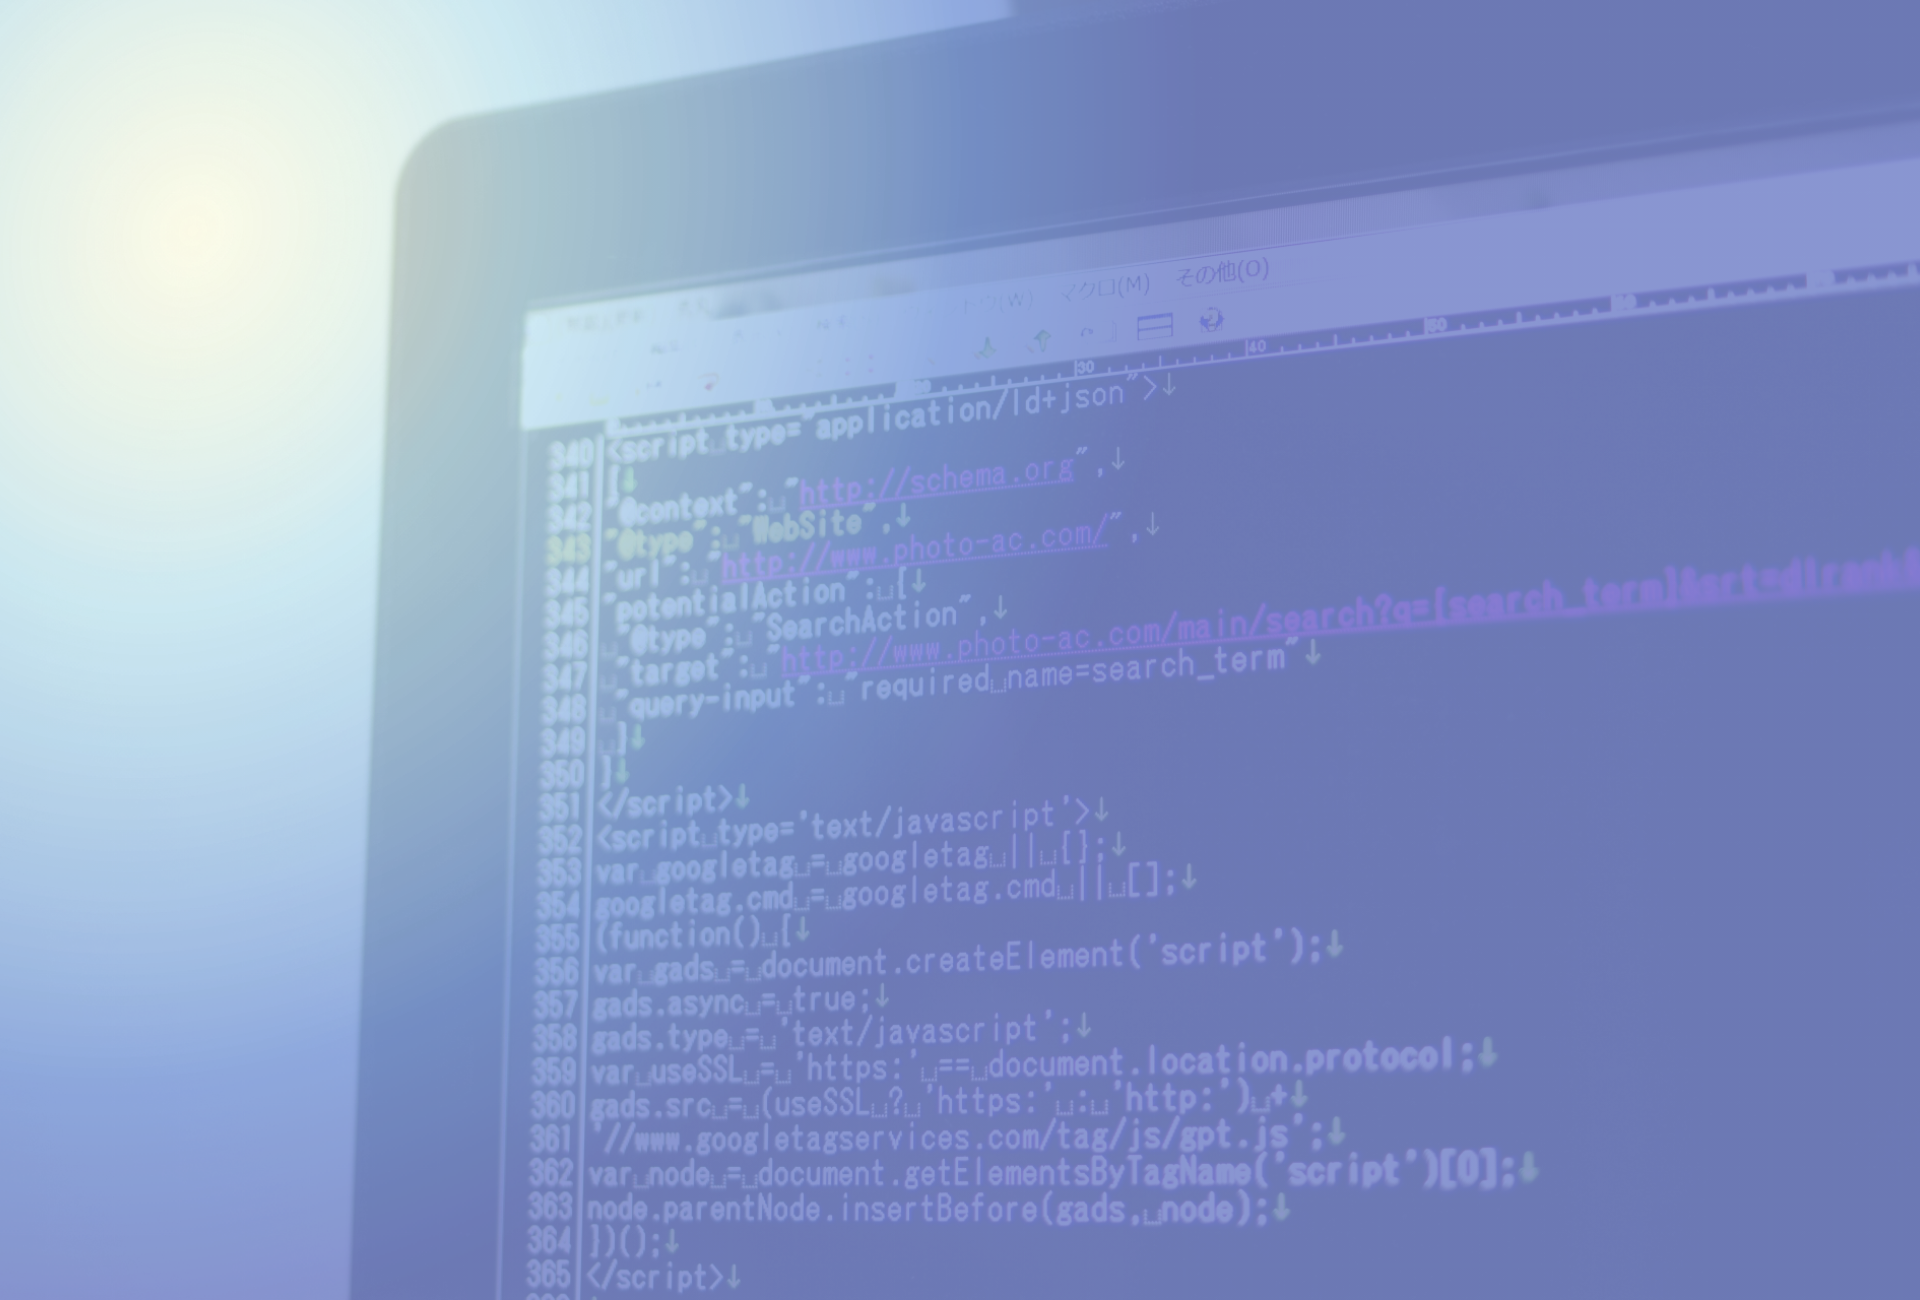 マクロ(M) その他(O)
30 40 50
340 <script type="application/ld+json">↓
341 {↓
342 "@context": "http://schema.org",↓
343 "@type": "WebSite",↓
344 "url": "http://www.photo-ac.com/",↓
345 "potentialAction": {↓
346 "@type": "SearchAction",↓
347 "target": "http://www.photo-ac.com/main/search?q={search_term}&srt=dlrank&
348 "query-input": "required name=search_term"↓
349 }↓
350 }↓
351 </script>↓
352 <script type='text/javascript'>↓
353 var googletag = googletag || {};↓
354 googletag.cmd = googletag.cmd || [];↓
355 (function() {↓
356 var gads = document.createElement('script');↓
357 gads.async = true;↓
358 gads.type = 'text/javascript';↓
359 var useSSL = 'https:' == document.location.protocol;↓
360 gads.src = (useSSL ? 'https:' : 'http:') +↓
361 '//www.googletagservices.com/tag/js/gpt.js';↓
362 var node = document.getElementsByTagName('script')[0];↓
363 node.parentNode.insertBefore(gads, node);↓
364 })();↓
365 </script>↓